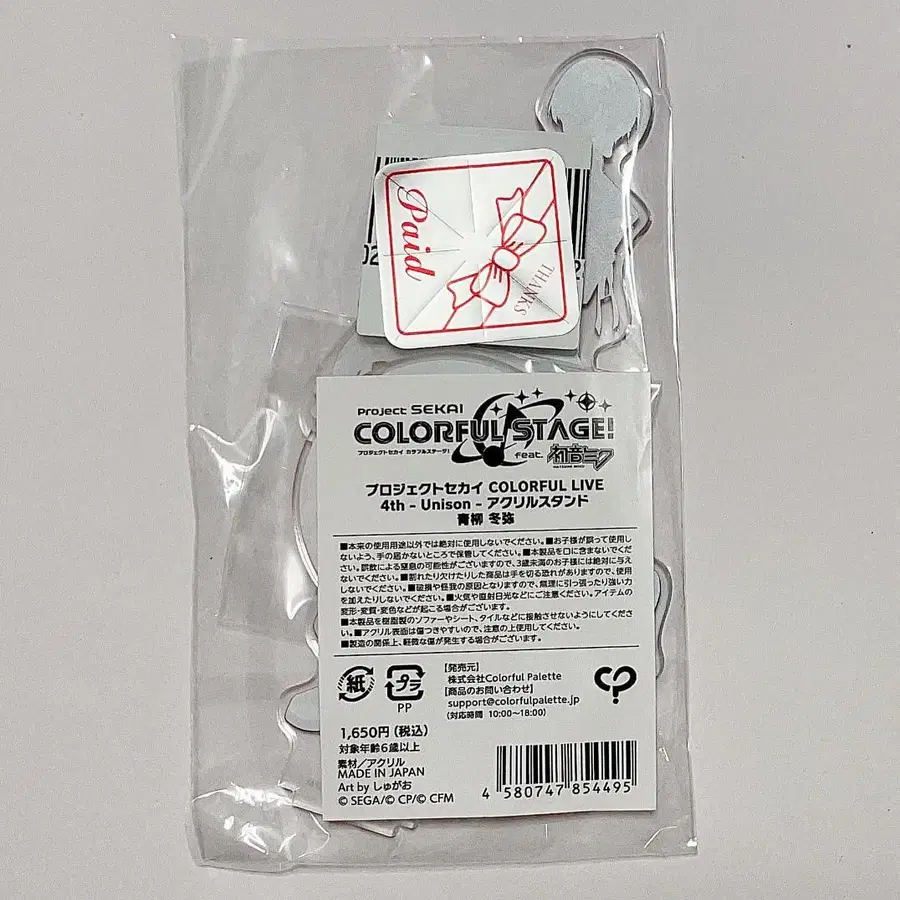 Paid
THANKS
Project SEKAI
COLORFUL STAGE!
プロジェクトセカイ カラフルステージ! feat. 初音ミク
HATSUNE MIKU
プロジェクトセカイ COLORFUL LIVE
4th - Unison - アクリルスタンド
青柳 冬弥
■本来の使用用途以外では絶対に使用しないでください。■お子様が誤って使用し
ないよう、手の届かないところで保管してください。■本製品を口に含まないでくだ
さい。誤飲による窒息の可能性がございますので、3歳未満のお子様には絶対に与え
ないでください。■割れたり欠けたりした商品は手を切る恐れがありますので、使用
しないでください。■破損や怪我の原因となりますので、無理に引っ張ったり強い力
を加えたりしないでください。■火気や直射日光などにご注意ください。アイテムの
変形・変質・変色などが起こる場合がございます。
■本製品を樹脂製のソファーやシート、タイルなどに接触させないようにしてくださ
い。■アクリル表面は傷つきやすいので、注意の上使用してください。
■製造の関係上、軽微な傷が発生する場合がございます。
紙
プラ
PP
【発売元】
株式会社Colorful Palette
【商品のお問い合わせ】
support@colorfulpalette.jp
(対応時間 10:00~18:00)
1,650円(税込)
対象年齢6歳以上
素材/アクリル
MADE IN JAPAN
Art by しゅがお
© SEGA/© CP/© CFM
4 580747 854495